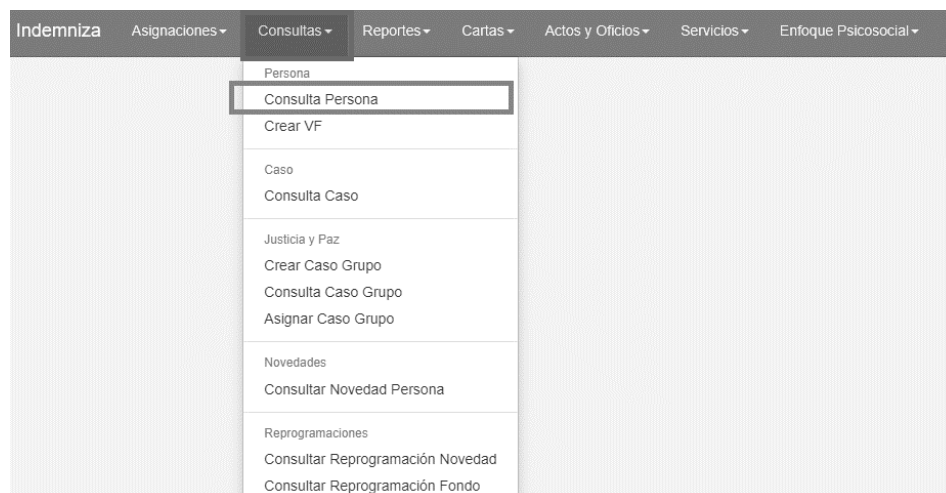 Indemniza Asignaciones Consultas Reportes Cartas Actos y Oficios Servicios Enfoque Psicosocial
Persona
Consulta Persona
Crear VF
Caso
Consulta Caso
Justicia y Paz
Crear Caso Grupo
Consulta Caso Grupo
Asignar Caso Grupo
Novedades
Consultar Novedad Persona
Reprogramaciones
Consultar Reprogramación Novedad
Consultar Reprogramación Fondo